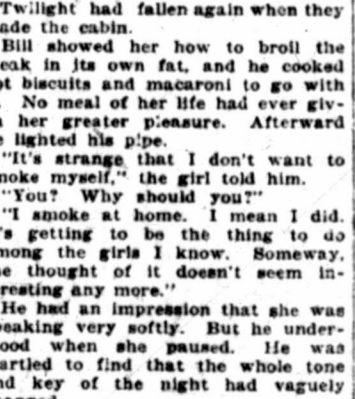 Twilight had fallen again when they
ade the cabin.
Bill showed her how to broil the
eak in its own fat, and he cooked
ot biscuits and macaroni to go with
. No meal of her life had ever giv-
her greater pleasure. Afterward
e lighted his pipe.
"It's strange that I don't want to
moke myself," the girl told him.
"You? Why should you?"
"I smoke at home. I mean I did.
's getting to be the thing to do
mong the girls I know. Someway,
e thought of it doesn't seem in-
resting any more."
He had an impression that she was
eaking very softly. But he under-
ood when she paused. He was
artled to find that the whole tone
nd key of the night had vaguely